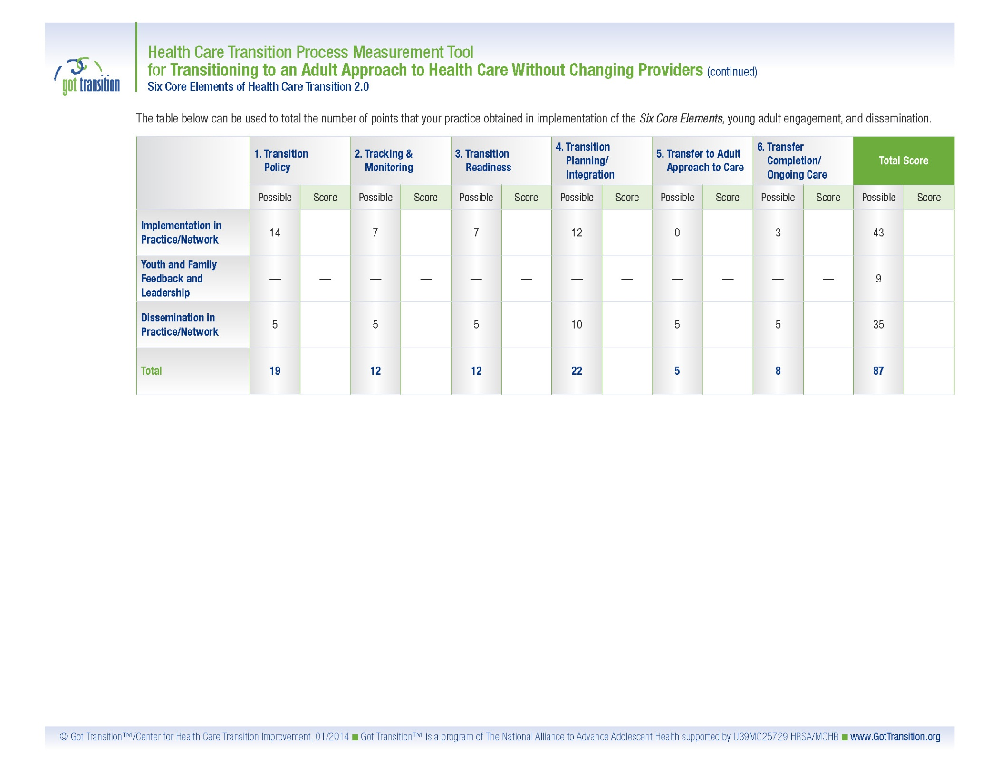 got transition
Health Care Transition Process Measurement Tool
for Transitioning to an Adult Approach to Health Care Without Changing Providers (continued)
Six Core Elements of Health Care Transition 2.0
The table below can be used to total the number of points that your practice obtained in implementation of the Six Core Elements, young adult engagement, and dissemination.
1. Transition Policy 2. Tracking & Monitoring 3. Transition Readiness 4. Transition Planning/ Integration 5. Transfer to Adult Approach to Care 6. Transfer Completion/ Ongoing Care Total Score
Possible Score Possible Score Possible Score Possible Score Possible Score Possible Score Possible Score
Implementation in Practice/Network 14 7 7 12 0 3 43
Youth and Family Feedback and Leadership — — — — — — — — — — — — 9
Dissemination in Practice/Network 5 5 5 10 5 5 35
Total 19 12 12 22 5 8 87
© Got Transition™/Center for Health Care Transition Improvement, 01/2014 ■ Got Transition™ is a program of The National Alliance to Advance Adolescent Health supported by U39MC25729 HRSA/MCHB ■ www.GotTransition.org